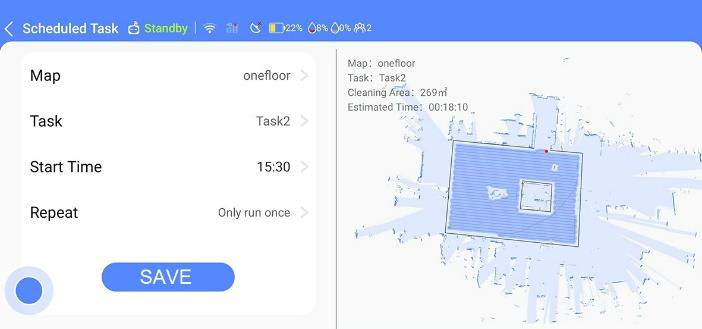 Scheduled Task Standby 22% 8% 0% 2
Map onefloor
Task Task2
Start Time 15:30
Repeat Only run once
SAVE
Map: onefloor
Task: Task2
Cleaning Area: 269㎡
Estimated Time: 00:18:10